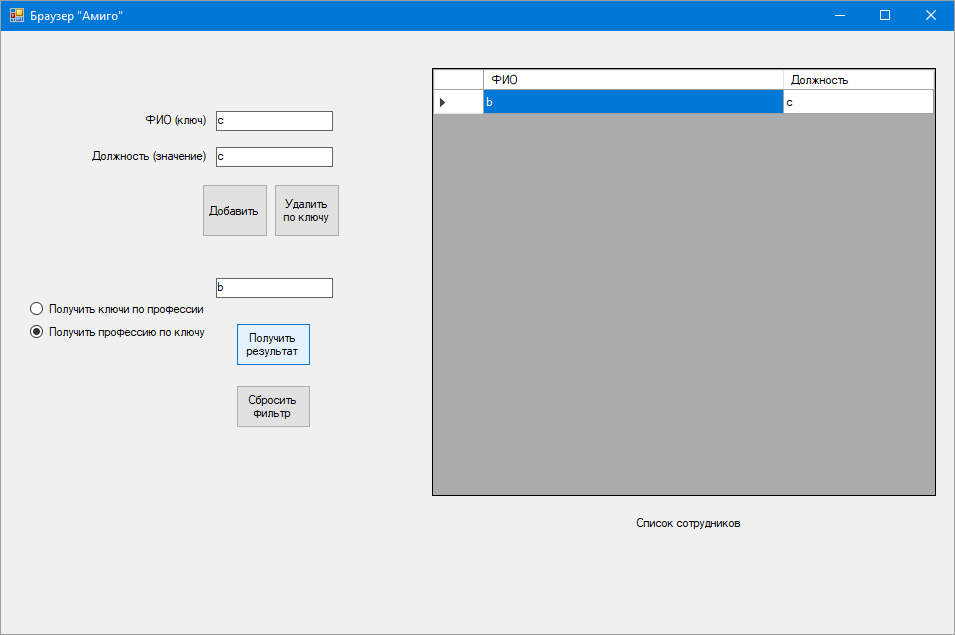 Браузер "Амиго"
ФИО (ключ)
c
Должность (значение)
c
Добавить
Удалить
по ключу
b
Получить ключи по профессии
Получить профессию по ключу
Получить
результат
Сбросить
фильтр
ФИО
Должность
b
c
Список сотрудников